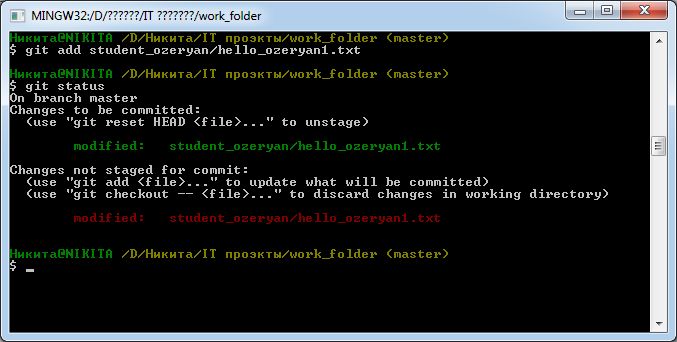 MINGW32:/D/??????/IT ???????/work_folder
Никита@NIKITA /D/Никита/IT проэкты/work_folder (master)
$ git add student_ozeryan/hello_ozeryan1.txt
Никита@NIKITA /D/Никита/IT проэкты/work_folder (master)
$ git status
On branch master
Changes to be committed:
(use "git reset HEAD <file>..." to unstage)
modified: student_ozeryan/hello_ozeryan1.txt
Changes not staged for commit:
(use "git add <file>..." to update what will be committed)
(use "git checkout -- <file>..." to discard changes in working directory)
modified: student_ozeryan/hello_ozeryan1.txt
Никита@NIKITA /D/Никита/IT проэкты/work_folder (master)
$